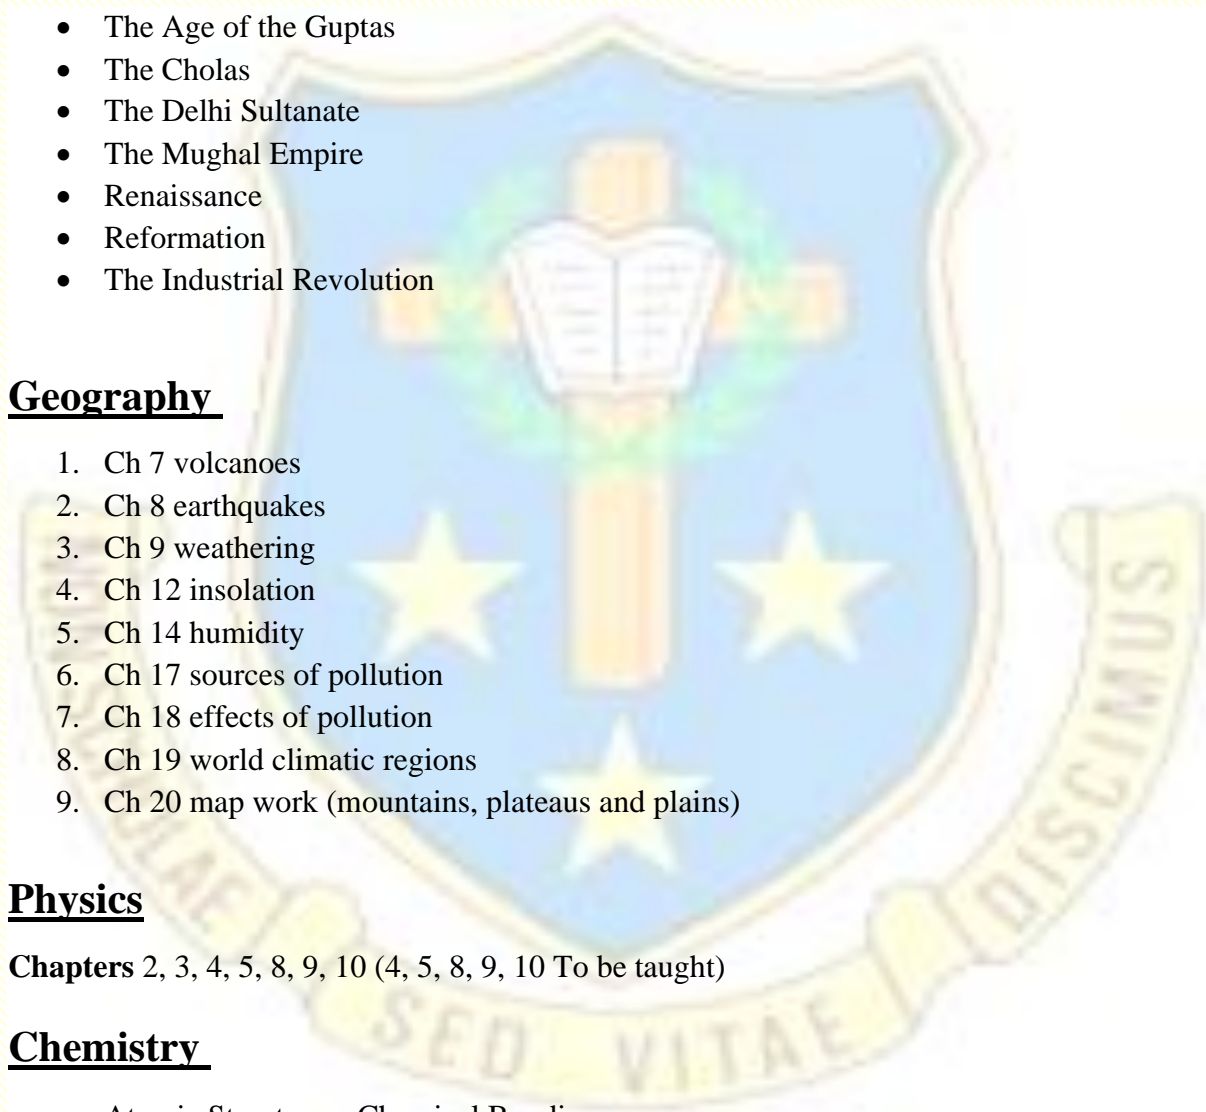 • The Age of the Guptas
• The Cholas
• The Delhi Sultanate
• The Mughal Empire
• Renaissance
• Reformation
• The Industrial Revolution
Geography
1. Ch 7 volcanoes
2. Ch 8 earthquakes
3. Ch 9 weathering
4. Ch 12 insolation
5. Ch 14 humidity
6. Ch 17 sources of pollution
7. Ch 18 effects of pollution
8. Ch 19 world climatic regions
9. Ch 20 map work (mountains, plateaus and plains)
Physics
Chapters 2, 3, 4, 5, 8, 9, 10 (4, 5, 8, 9, 10 To be taught)
Chemistry
SED VITAE DISCIMUS